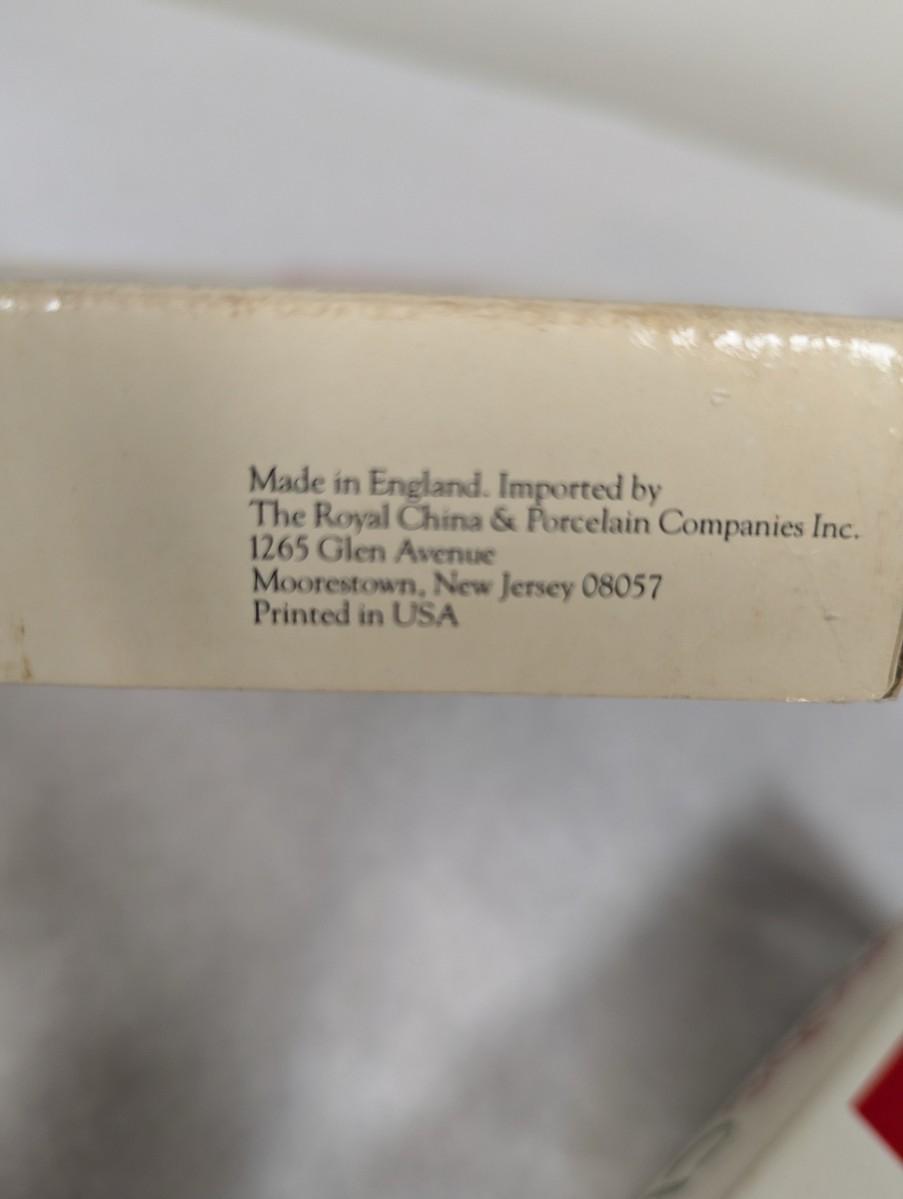 Made in England. Imported by
The Royal China & Porcelain Companies Inc.
1265 Glen Avenue
Moorestown, New Jersey 08057
Printed in USA